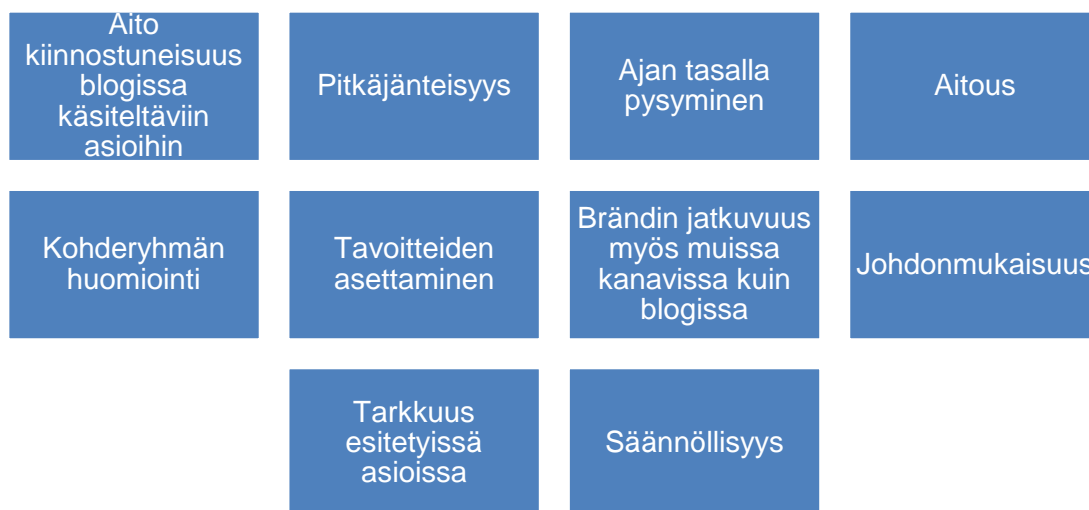 Aito
kiinnostuneisuus
blogissa
käsiteltäviin
asioihin
Pitkäjänteisyys
Ajan tasalla
pysyminen
Aitous
Kohderyhmän
huomiointi
Tavoitteiden
asettaminen
Brändin jatkuvuus
myös muissa
kanavissa kuin
blogissa
Johdonmukaisuus
Tarkkuus
esitetyissä
asioissa
Säännöllisyys